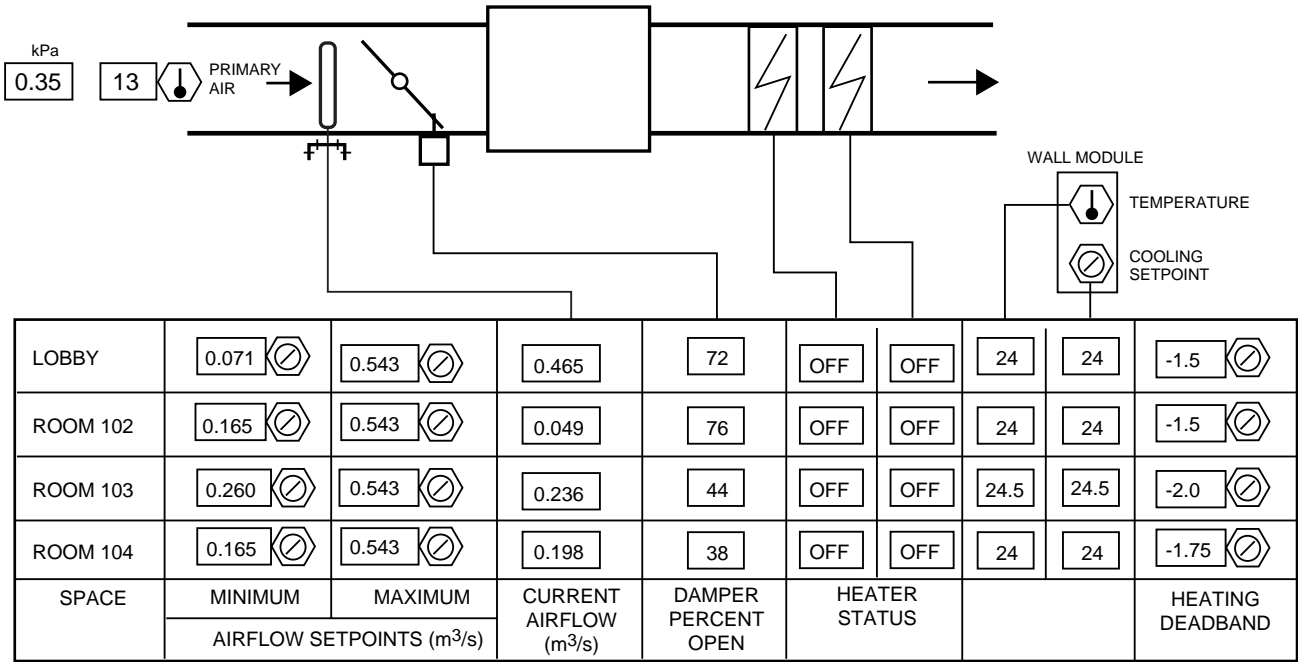 kPa
0.35
13
PRIMARY
AIR
WALL MODULE
TEMPERATURE
COOLING
SETPOINT
LOBBY 0.071 0.543 0.465 72 OFF OFF 24 24 -1.5
ROOM 102 0.165 0.543 0.049 76 OFF OFF 24 24 -1.5
ROOM 103 0.260 0.543 0.236 44 OFF OFF 24.5 24.5 -2.0
ROOM 104 0.165 0.543 0.198 38 OFF OFF 24 24 -1.75
SPACE
MINIMUM
MAXIMUM
AIRFLOW SETPOINTS (m³/s)
CURRENT
AIRFLOW
(m³/s)
DAMPER
PERCENT
OPEN
HEATER
STATUS
HEATING
DEADBAND